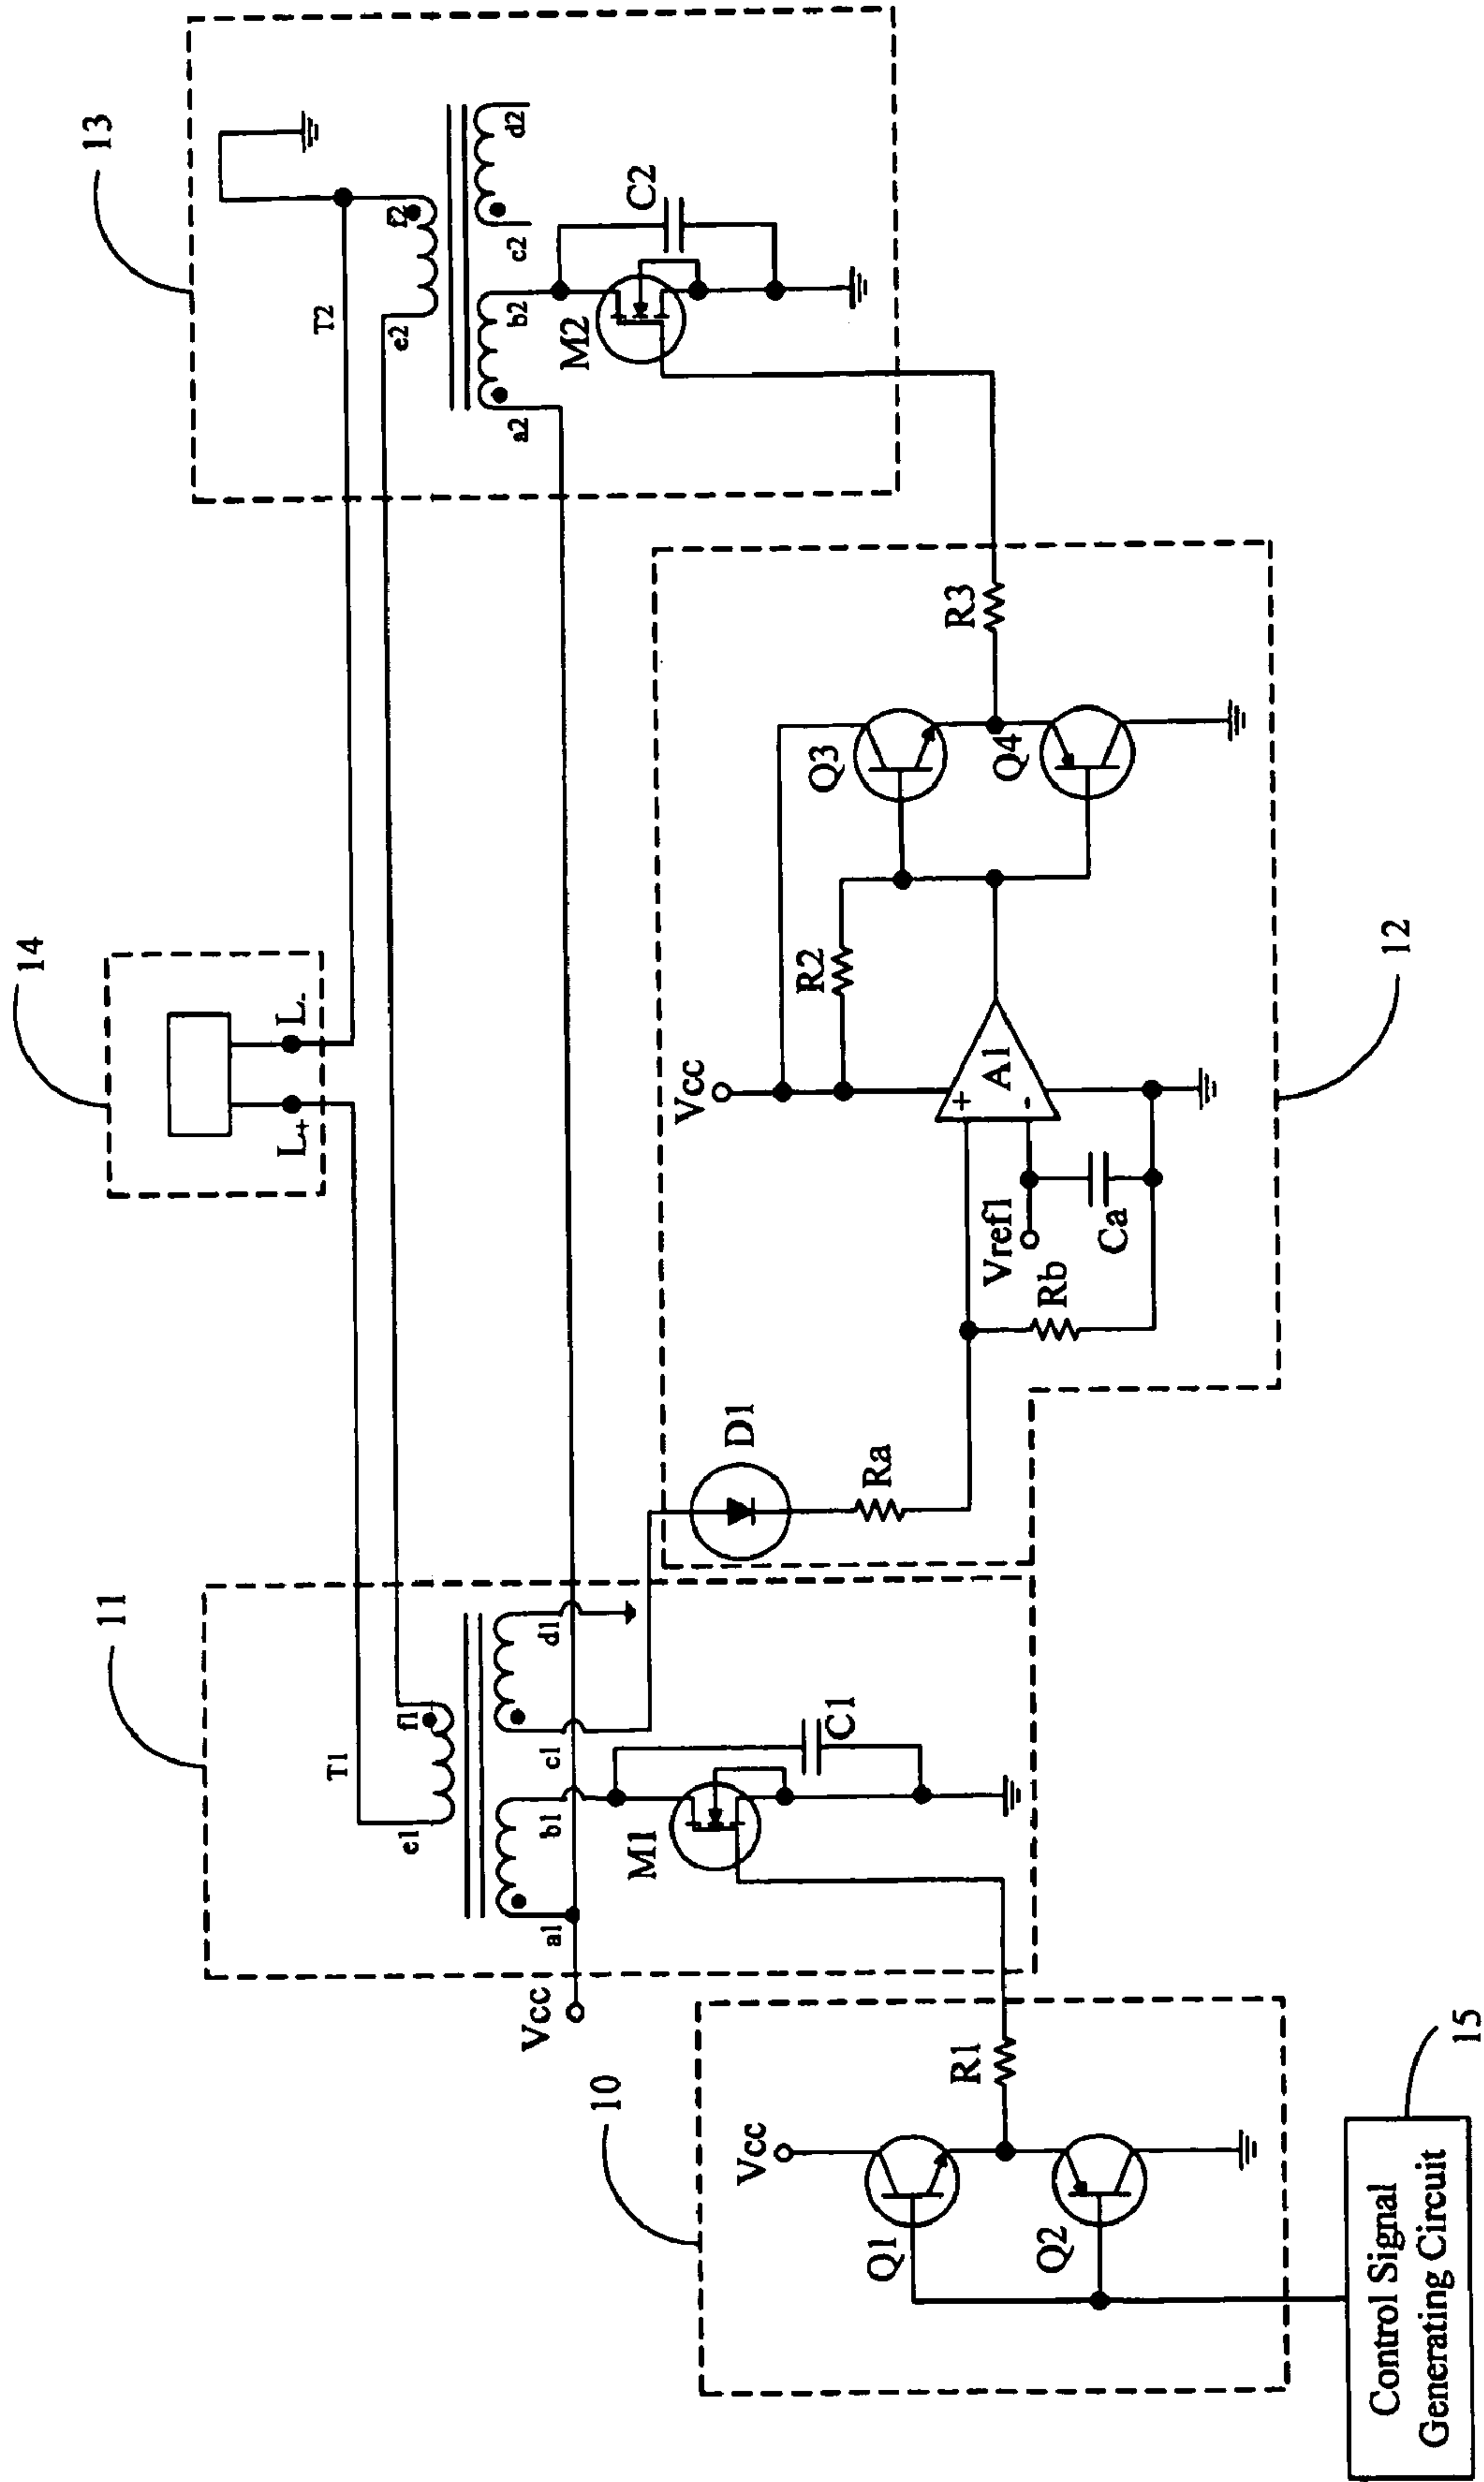 14
L+
L-
11
T1
e1
f1
a1
b1
c1
d1
Vcc
M1
C1
13
T2
e2
f2
a2
b2
c2
d2
M2
C2
12
D1
Ra
Rb
Vref1
Ca
Vcc
+
-
A1
R2
Q3
Q4
R3
10
Vcc
Q1
Q2
R1
15
Control Signal
Generating Circuit